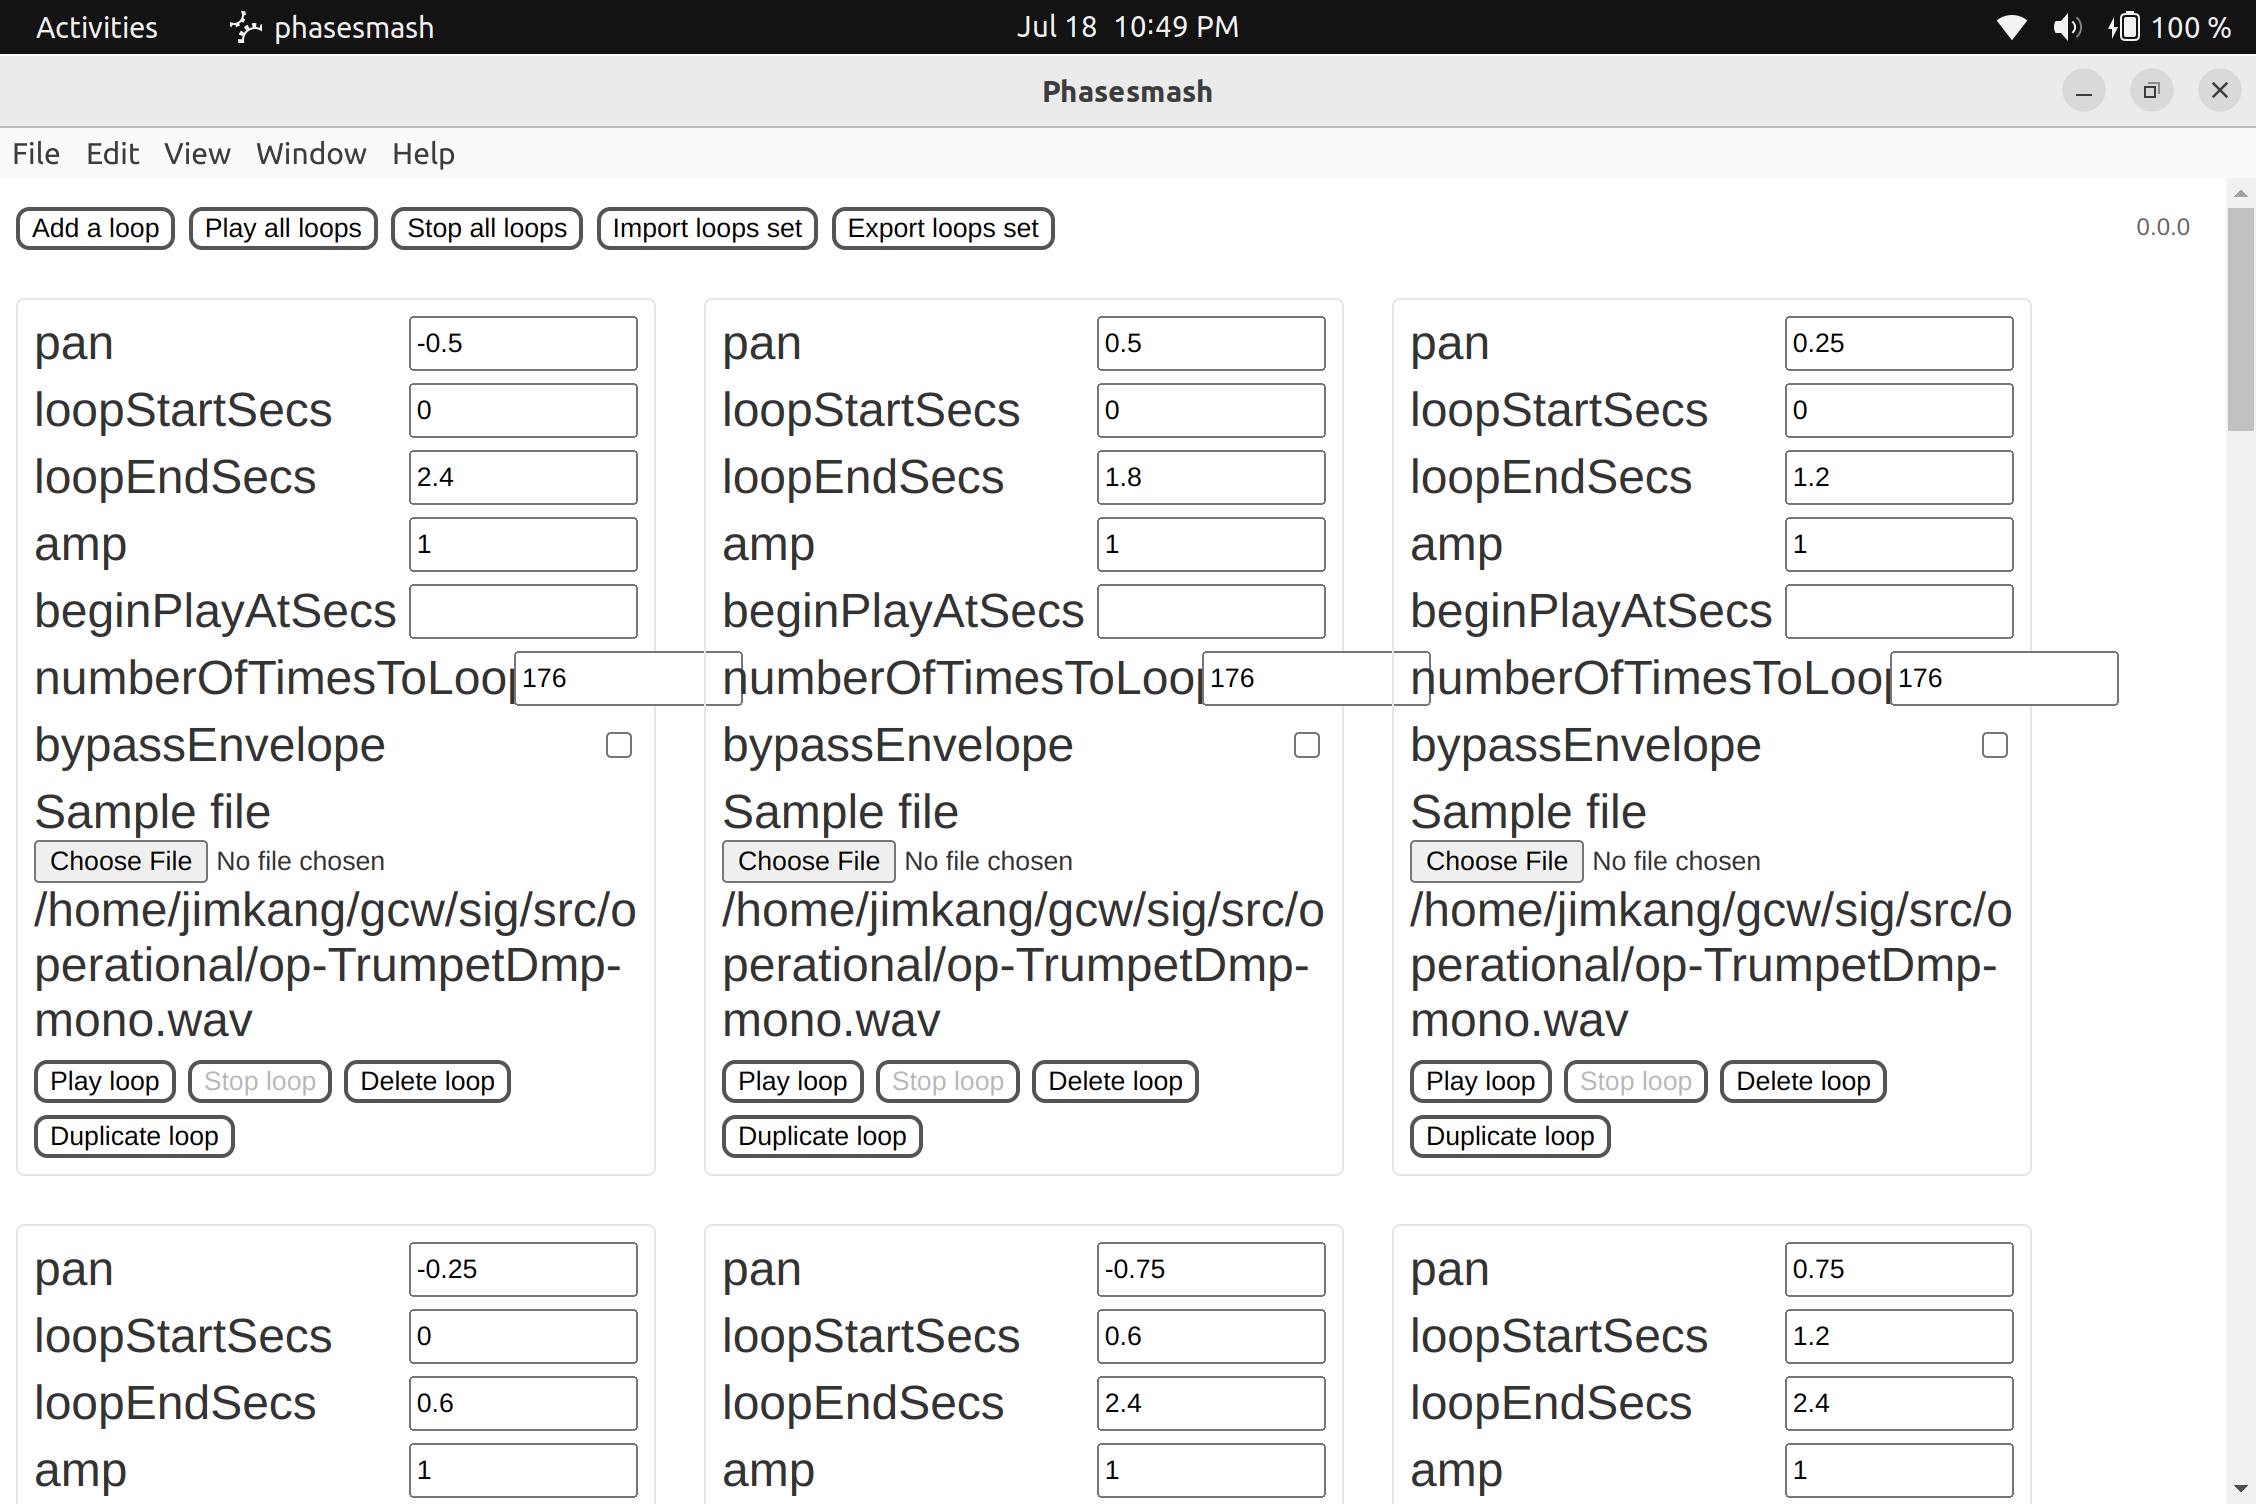 Activities phasesmash Jul 18 10:49 PM 100 %
Phasesmash
File Edit View Window Help
Add a loop Play all loops Stop all loops Import loops set Export loops set 0.0.0
pan -0.5
loopStartSecs 0
loopEndSecs 2.4
amp 1
beginPlayAtSecs
numberOfTimesToLoop 176
bypassEnvelope
Sample file
Choose File No file chosen
/home/jimkang/gcw/sig/src/o
perational/op-TrumpetDmp-
mono.wav
Play loop Stop loop Delete loop
Duplicate loop
pan 0.5
loopStartSecs 0
loopEndSecs 1.8
amp 1
beginPlayAtSecs
numberOfTimesToLoop 176
bypassEnvelope
Sample file
Choose File No file chosen
/home/jimkang/gcw/sig/src/o
perational/op-TrumpetDmp-
mono.wav
Play loop Stop loop Delete loop
Duplicate loop
pan 0.25
loopStartSecs 0
loopEndSecs 1.2
amp 1
beginPlayAtSecs
numberOfTimesToLoop 176
bypassEnvelope
Sample file
Choose File No file chosen
/home/jimkang/gcw/sig/src/o
perational/op-TrumpetDmp-
mono.wav
Play loop Stop loop Delete loop
Duplicate loop
pan -0.25
loopStartSecs 0
loopEndSecs 0.6
amp 1
pan -0.75
loopStartSecs 0.6
loopEndSecs 2.4
amp 1
pan 0.75
loopStartSecs 1.2
loopEndSecs 2.4
amp 1